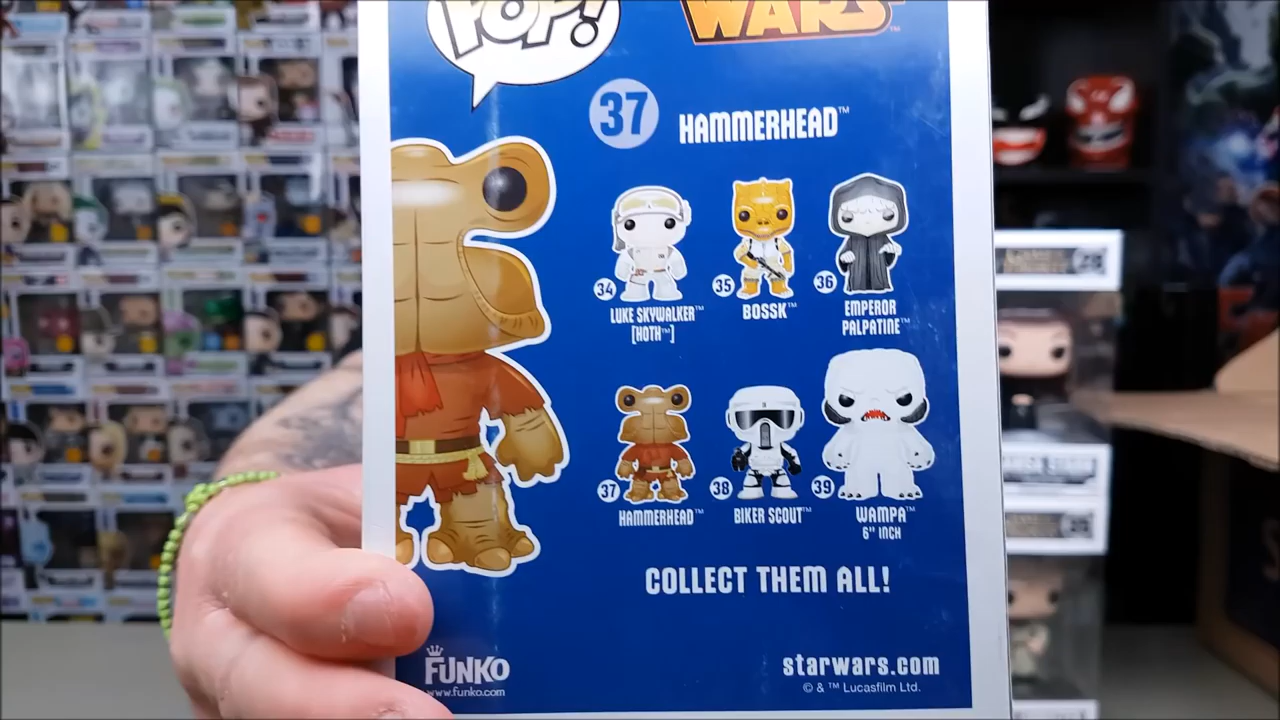 POP!
WARS™
37 HAMMERHEAD™
34 LUKE SKYWALKER™
[HOTH™]
35 BOSSK™
36 EMPEROR
PALPATINE™
37 HAMMERHEAD™
38 BIKER SCOUT™
39 WAMPA™
6" INCH
COLLECT THEM ALL!
FUNKO
www.funko.com
starwars.com
© & ™ Lucasfilm Ltd.